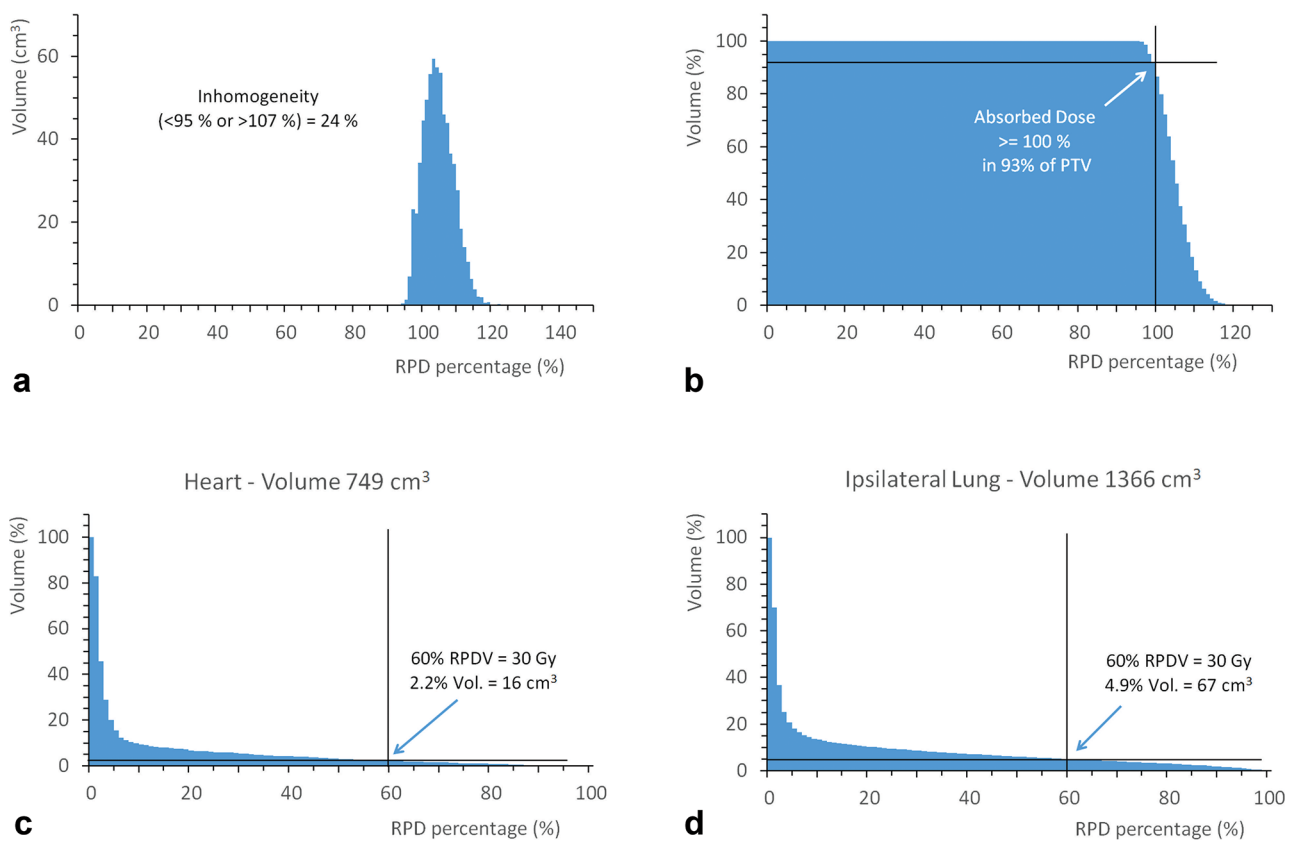 Volume (cm³)
60
40
20
0
Inhomogeneity
(<95 % or >107 %) = 24 %
0 20 40 60 80 100 120 140
RPD percentage (%)
a
Volume (%)
100
80
60
40
20
0
Absorbed Dose
>= 100 %
in 93% of PTV
0 20 40 60 80 100 120
RPD percentage (%)
b
Heart - Volume 749 cm³
Volume (%)
100
80
60
40
20
0
60% RPDV = 30 Gy
2.2% Vol. = 16 cm³
0 20 40 60 80 100
RPD percentage (%)
c
Ipsilateral Lung - Volume 1366 cm³
Volume (%)
100
80
60
40
20
0
60% RPDV = 30 Gy
4.9% Vol. = 67 cm³
0 20 40 60 80 100
RPD percentage (%)
d